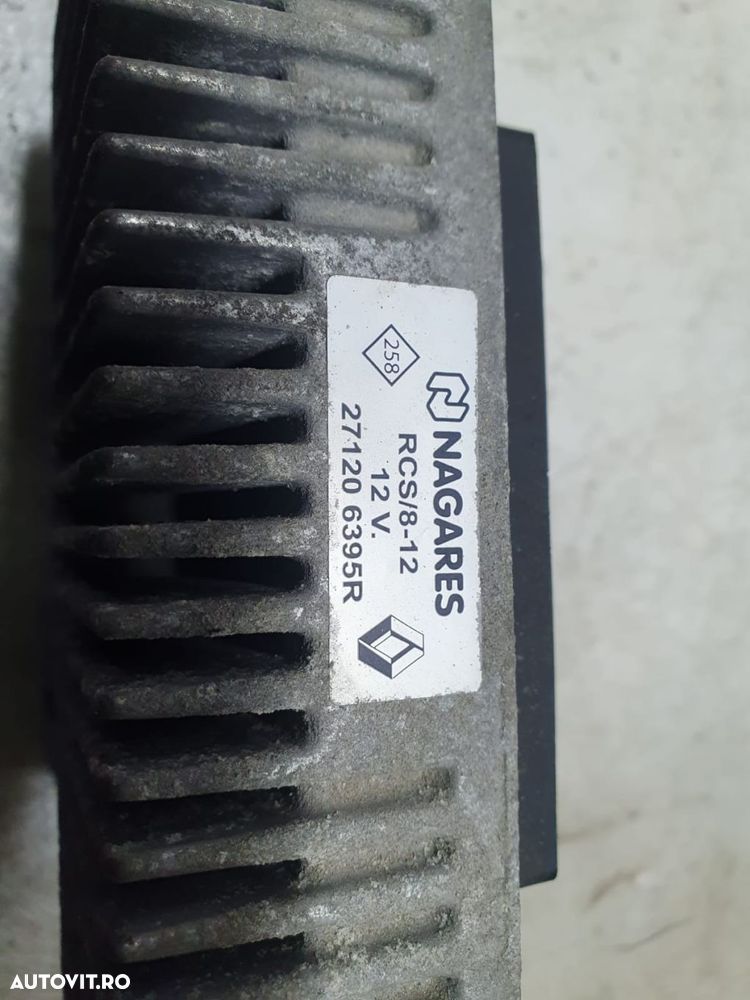 NAGARES
258
RCS/8-12
12 V.
27120 6395R
AUTOVIT.RO